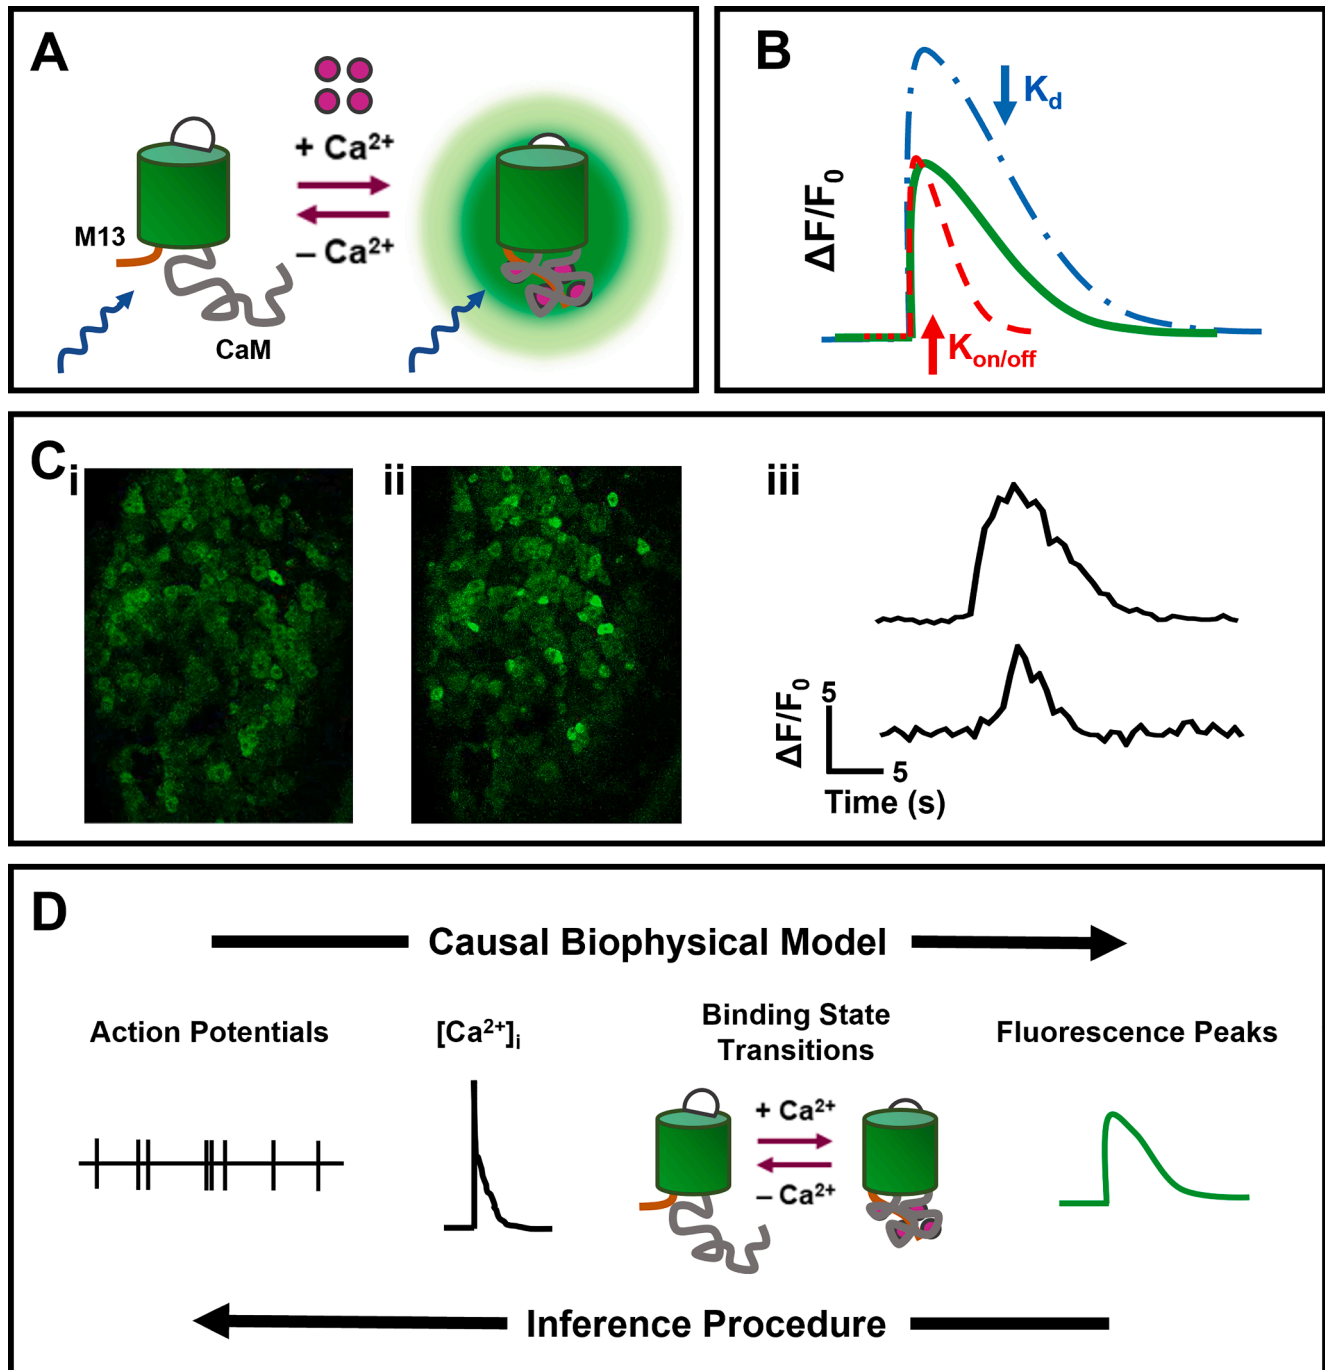 A
+ Ca²⁺
– Ca²⁺
M13
CaM
B
ΔF/F₀
Kd
Kon/off
C
i
ii
iii
ΔF/F₀
5
5
Time (s)
D
Causal Biophysical Model
Action Potentials
[Ca²⁺]i
Binding State
Transitions
Fluorescence Peaks
+ Ca²⁺
– Ca²⁺
Inference Procedure